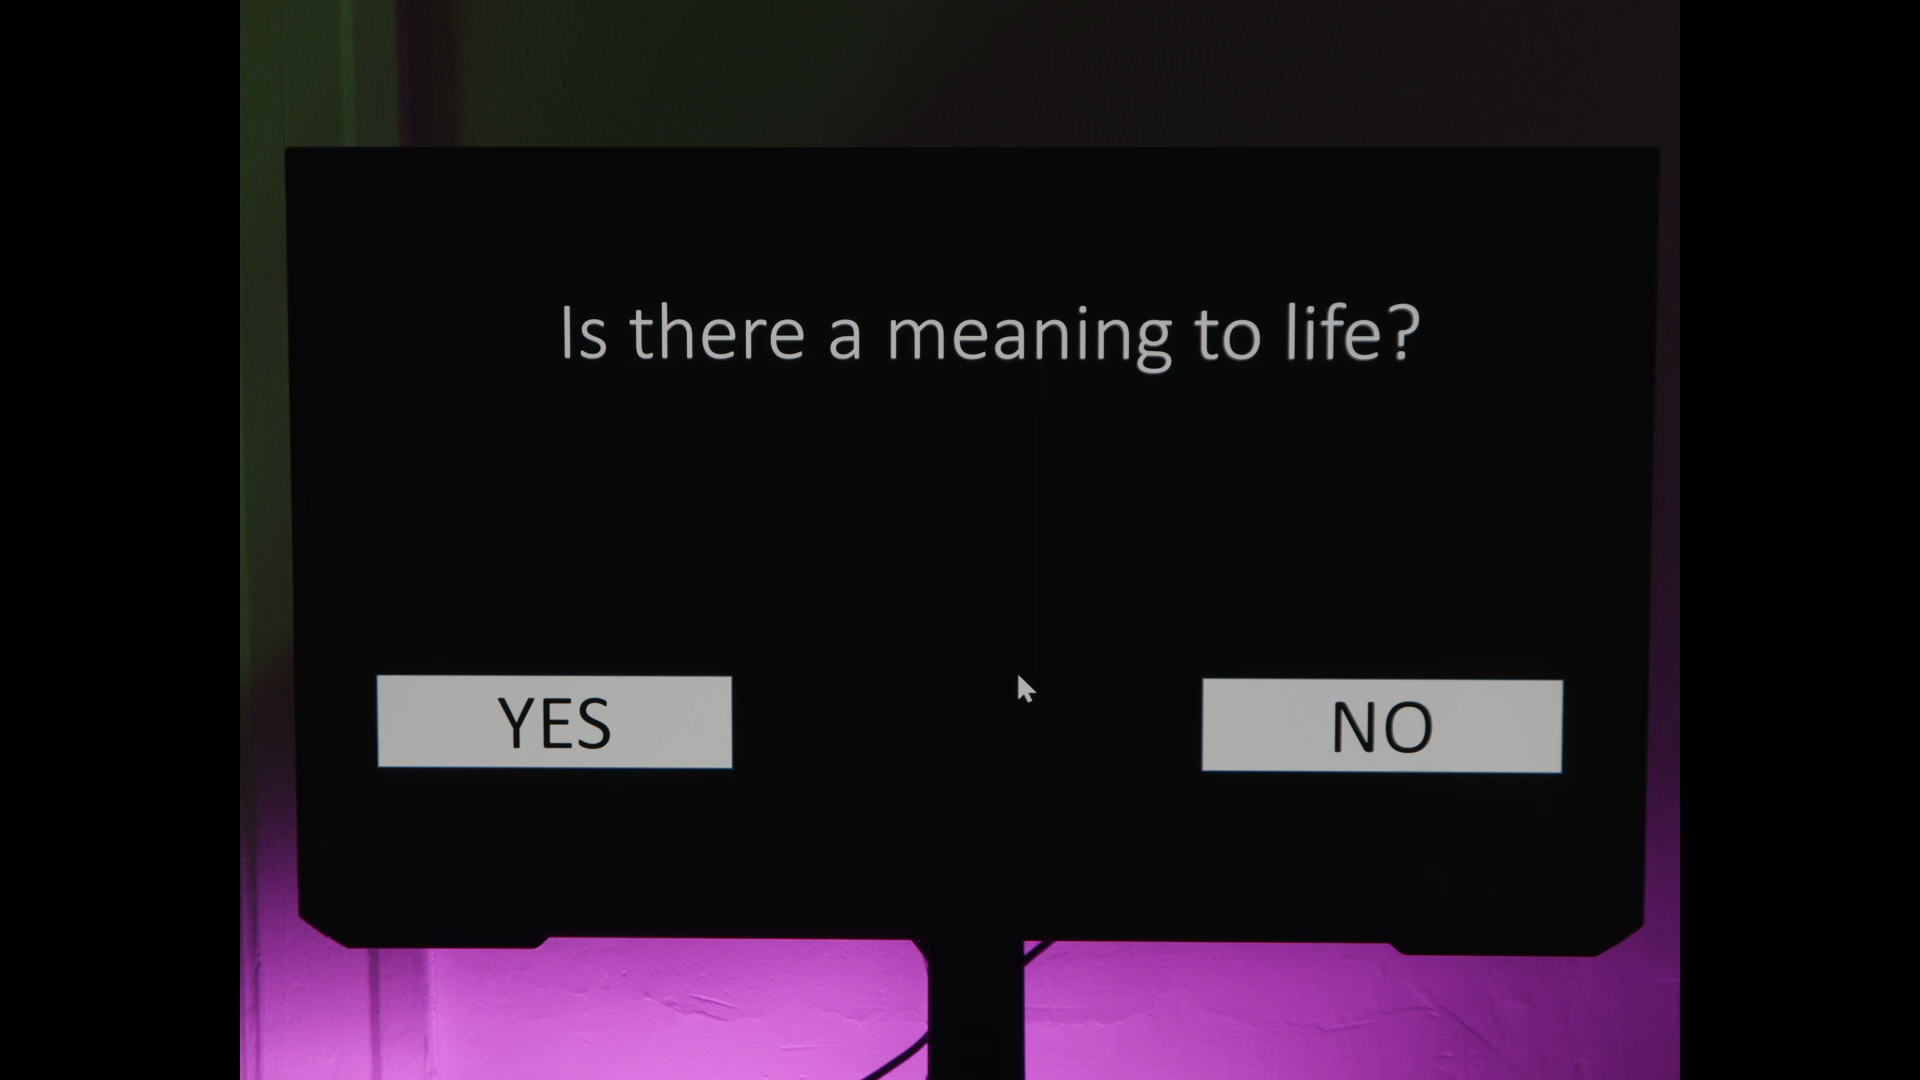 Is there a meaning to life?
YES
NO